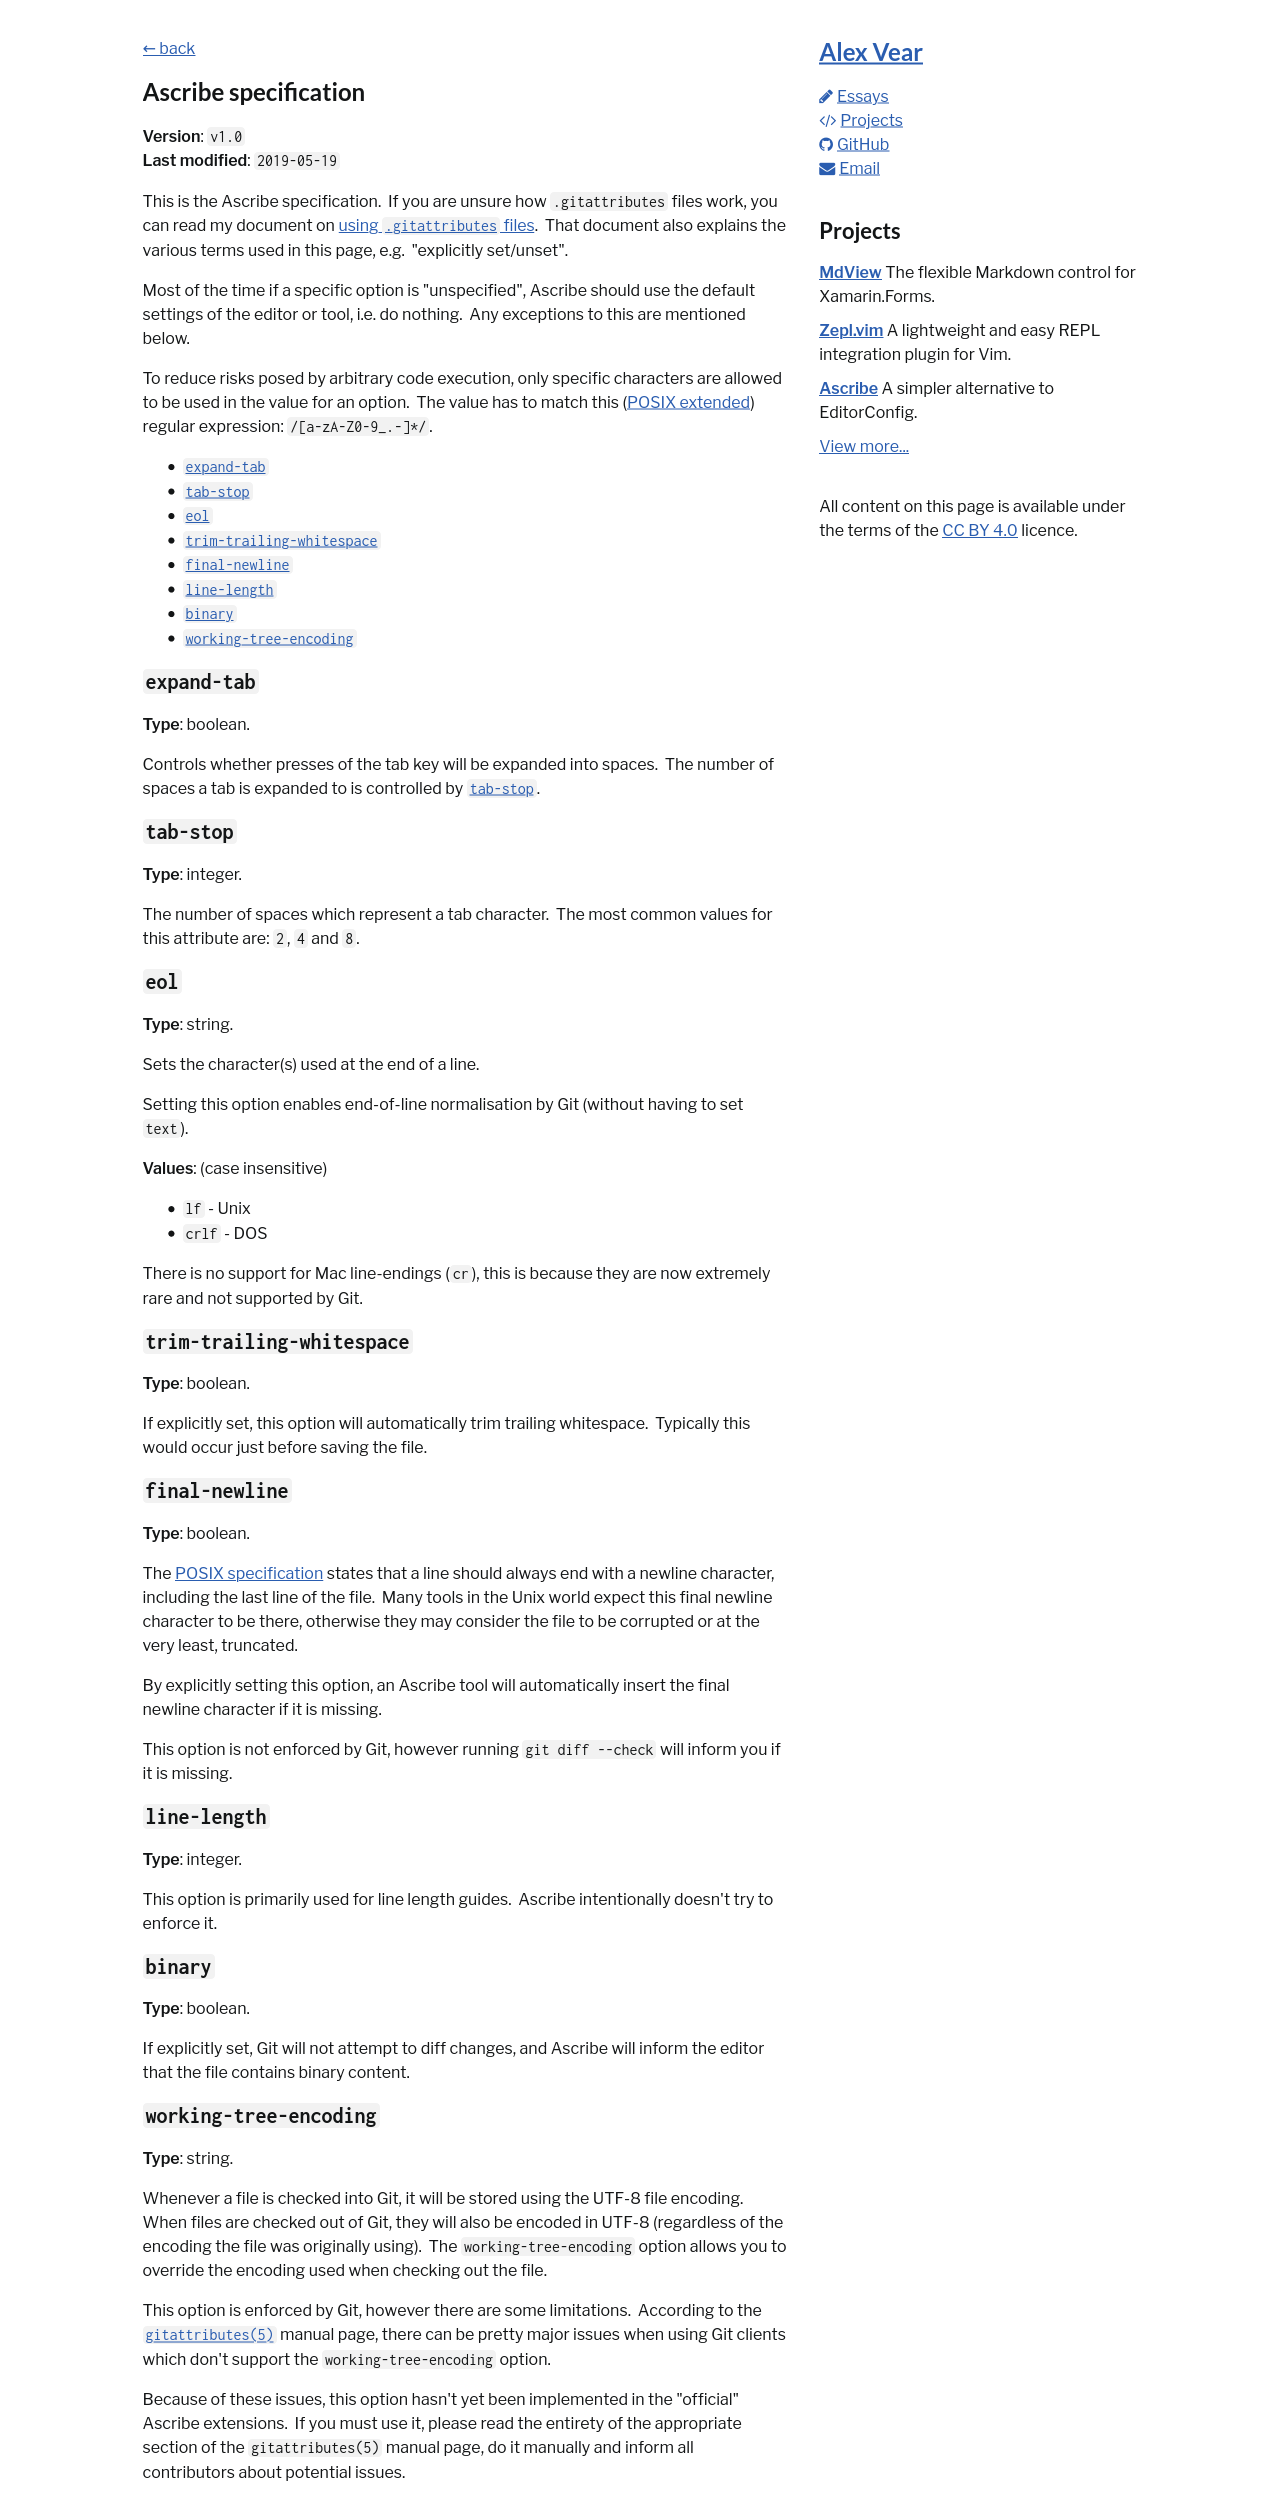 ← back
Ascribe specification
Version: v1.0
Last modified: 2019-05-19
This is the Ascribe specification.  If you are unsure how .gitattributes files work, you
can read my document on using .gitattributes files.  That document also explains the
various terms used in this page, e.g.  "explicitly set/unset".
Most of the time if a specific option is "unspecified", Ascribe should use the default
settings of the editor or tool, i.e. do nothing.  Any exceptions to this are mentioned
below.
To reduce risks posed by arbitrary code execution, only specific characters are allowed
to be used in the value for an option.  The value has to match this (POSIX extended)
regular expression: /[a-zA-Z0-9_.-]*/.
• expand-tab
• tab-stop
• eol
• trim-trailing-whitespace
• final-newline
• line-length
• binary
• working-tree-encoding
expand-tab
Type: boolean.
Controls whether presses of the tab key will be expanded into spaces.  The number of
spaces a tab is expanded to is controlled by tab-stop.
tab-stop
Type: integer.
The number of spaces which represent a tab character.  The most common values for
this attribute are: 2, 4 and 8.
eol
Type: string.
Sets the character(s) used at the end of a line.
Setting this option enables end-of-line normalisation by Git (without having to set
text).
Values: (case insensitive)
• lf - Unix
• crlf - DOS
There is no support for Mac line-endings (cr), this is because they are now extremely
rare and not supported by Git.
trim-trailing-whitespace
Type: boolean.
If explicitly set, this option will automatically trim trailing whitespace.  Typically this
would occur just before saving the file.
final-newline
Type: boolean.
The POSIX specification states that a line should always end with a newline character,
including the last line of the file.  Many tools in the Unix world expect this final newline
character to be there, otherwise they may consider the file to be corrupted or at the
very least, truncated.
By explicitly setting this option, an Ascribe tool will automatically insert the final
newline character if it is missing.
This option is not enforced by Git, however running git diff --check will inform you if
it is missing.
line-length
Type: integer.
This option is primarily used for line length guides.  Ascribe intentionally doesn't try to
enforce it.
binary
Type: boolean.
If explicitly set, Git will not attempt to diff changes, and Ascribe will inform the editor
that the file contains binary content.
working-tree-encoding
Type: string.
Whenever a file is checked into Git, it will be stored using the UTF-8 file encoding.
When files are checked out of Git, they will also be encoded in UTF-8 (regardless of the
encoding the file was originally using).  The working-tree-encoding option allows you to
override the encoding used when checking out the file.
This option is enforced by Git, however there are some limitations.  According to the
gitattributes(5) manual page, there can be pretty major issues when using Git clients
which don't support the working-tree-encoding option.
Because of these issues, this option hasn't yet been implemented in the "official"
Ascribe extensions.  If you must use it, please read the entirety of the appropriate
section of the gitattributes(5) manual page, do it manually and inform all
contributors about potential issues.
Alex Vear
Essays
Projects
GitHub
Email
Projects
MdView The flexible Markdown control for
Xamarin.Forms.
Zepl.vim A lightweight and easy REPL
integration plugin for Vim.
Ascribe A simpler alternative to
EditorConfig.
View more...
All content on this page is available under
the terms of the CC BY 4.0 licence.